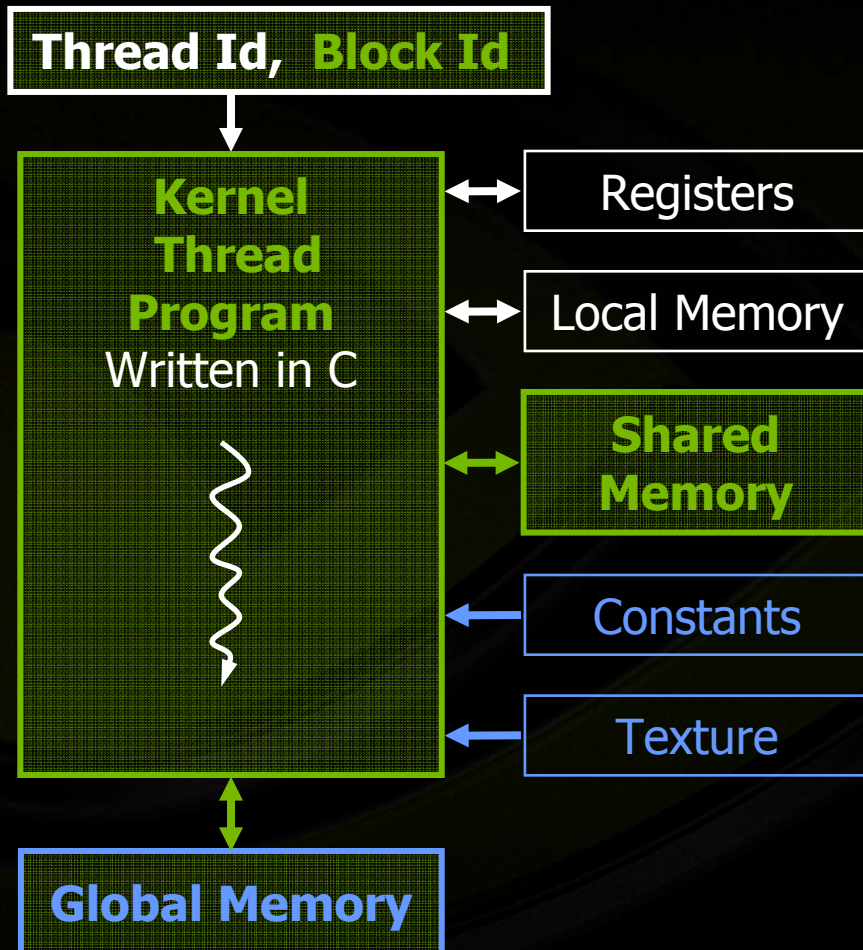 Thread Id, Block Id
Kernel
Thread
Program
Written in C
Registers
Local Memory
Shared
Memory
Constants
Texture
Global Memory